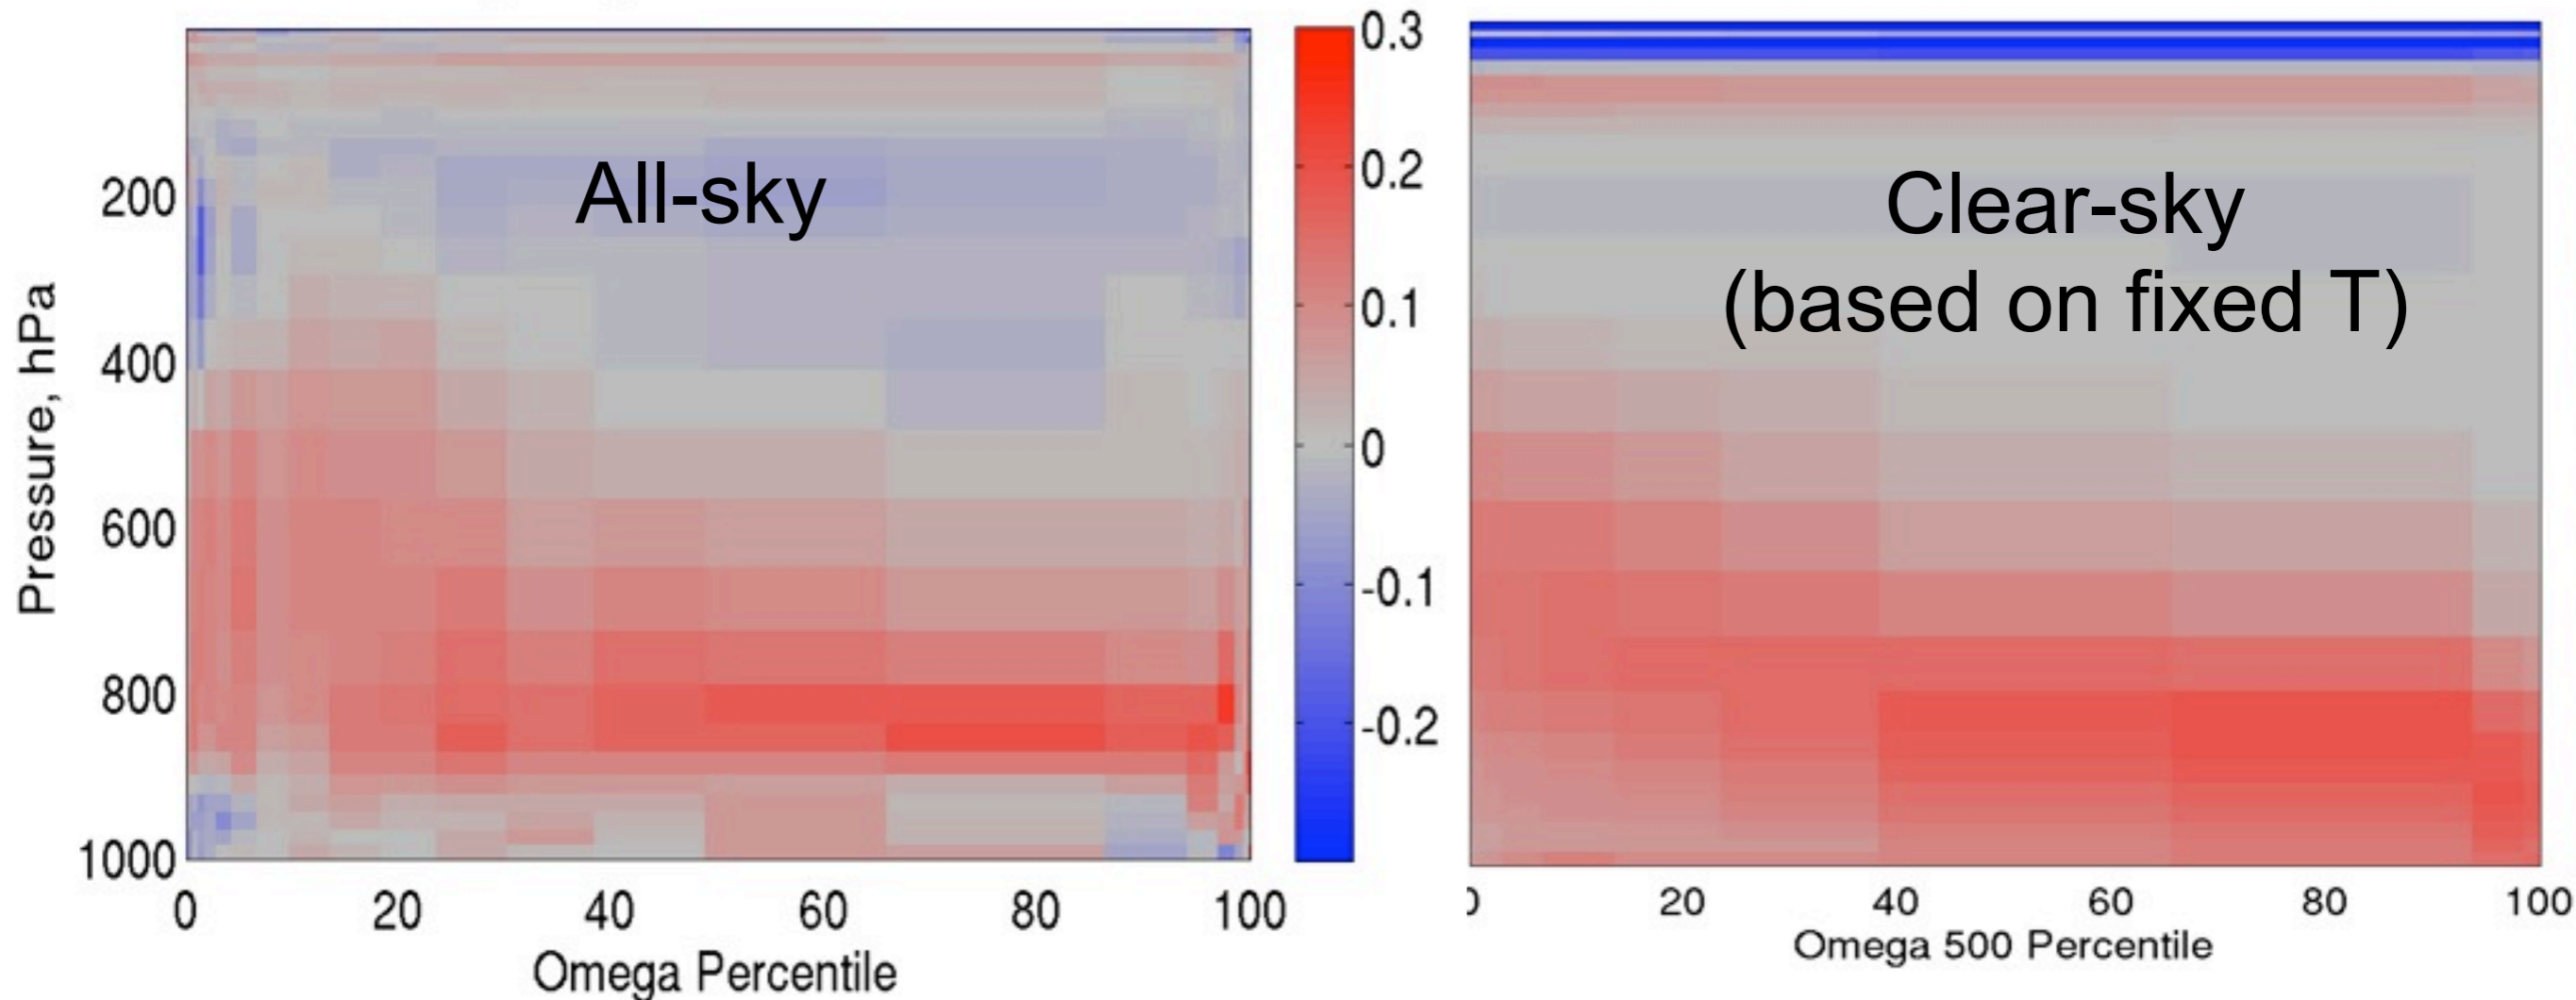 All-sky
Pressure, hPa
200
400
600
800
1000
0 20 40 60 80 100
Omega Percentile
0.3
0.2
0.1
0
-0.1
-0.2
Clear-sky
(based on fixed T)
0 20 40 60 80 100
Omega 500 Percentile